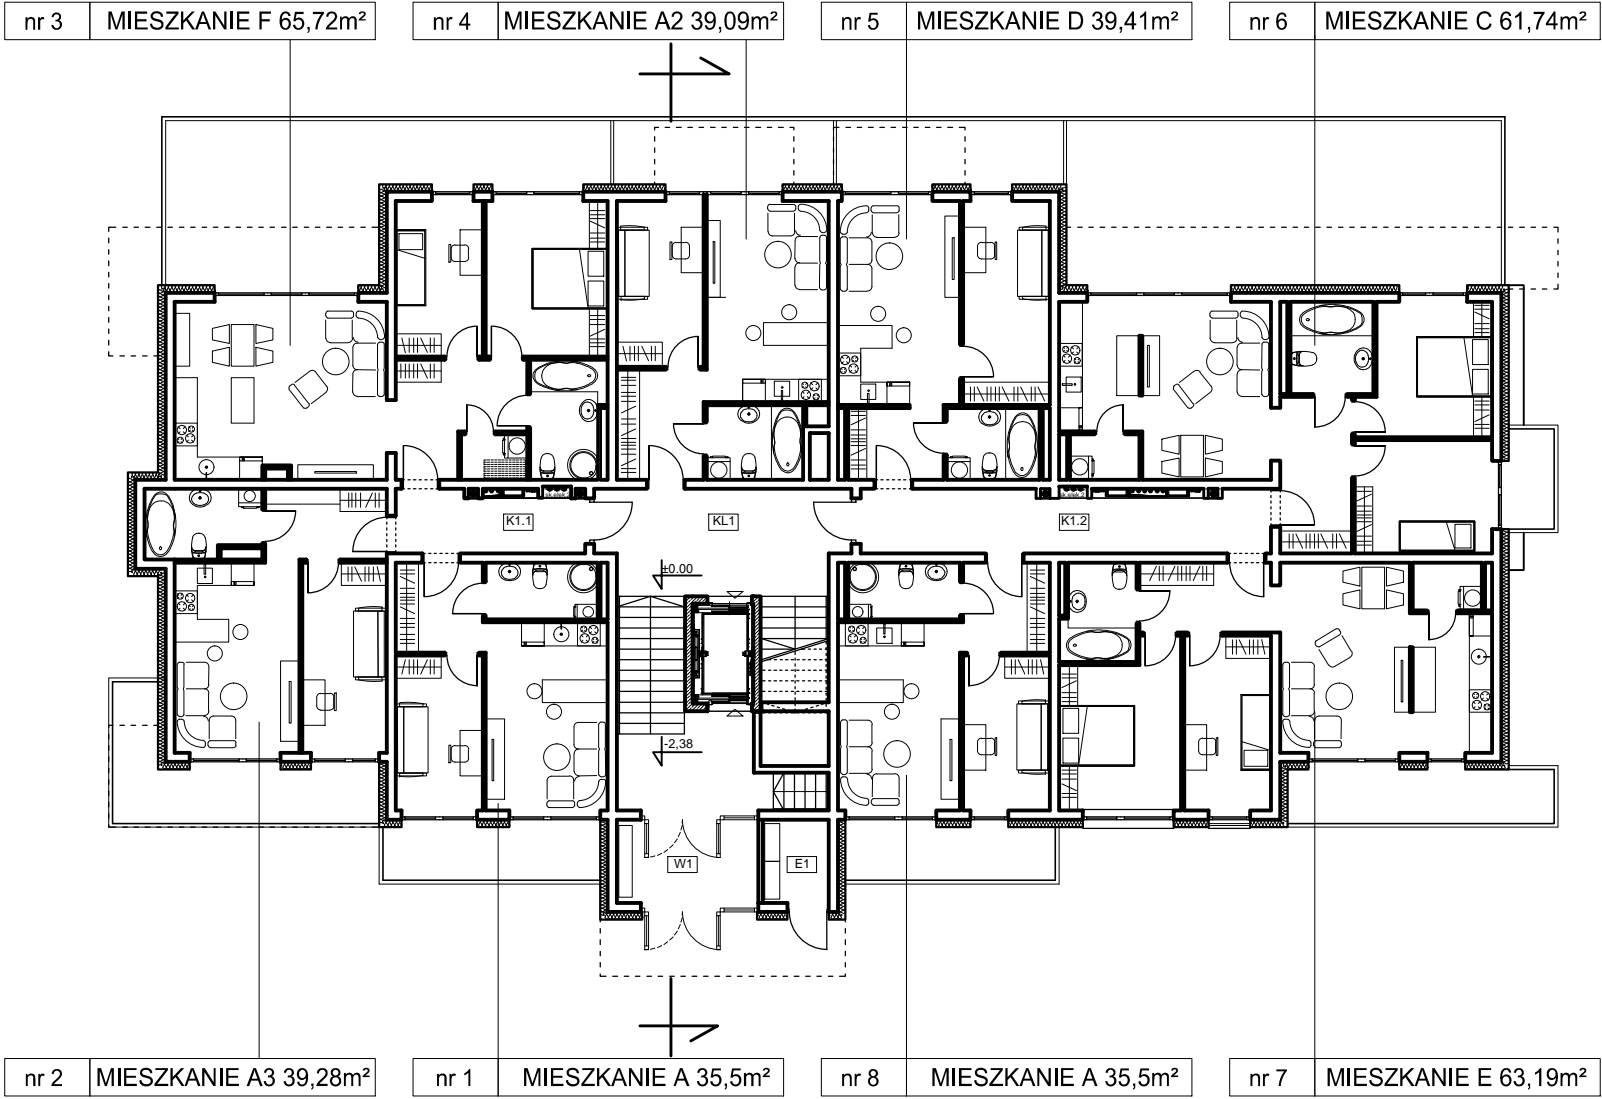 nr 3 MIESZKANIE F 65,72m²
nr 4 MIESZKANIE A2 39,09m²
nr 5 MIESZKANIE D 39,41m²
nr 6 MIESZKANIE C 61,74m²
K1.1
KL1
K1.2
±0.00
-2,38
W1
E1
nr 2 MIESZKANIE A3 39,28m²
nr 1 MIESZKANIE A 35,5m²
nr 8 MIESZKANIE A 35,5m²
nr 7 MIESZKANIE E 63,19m²